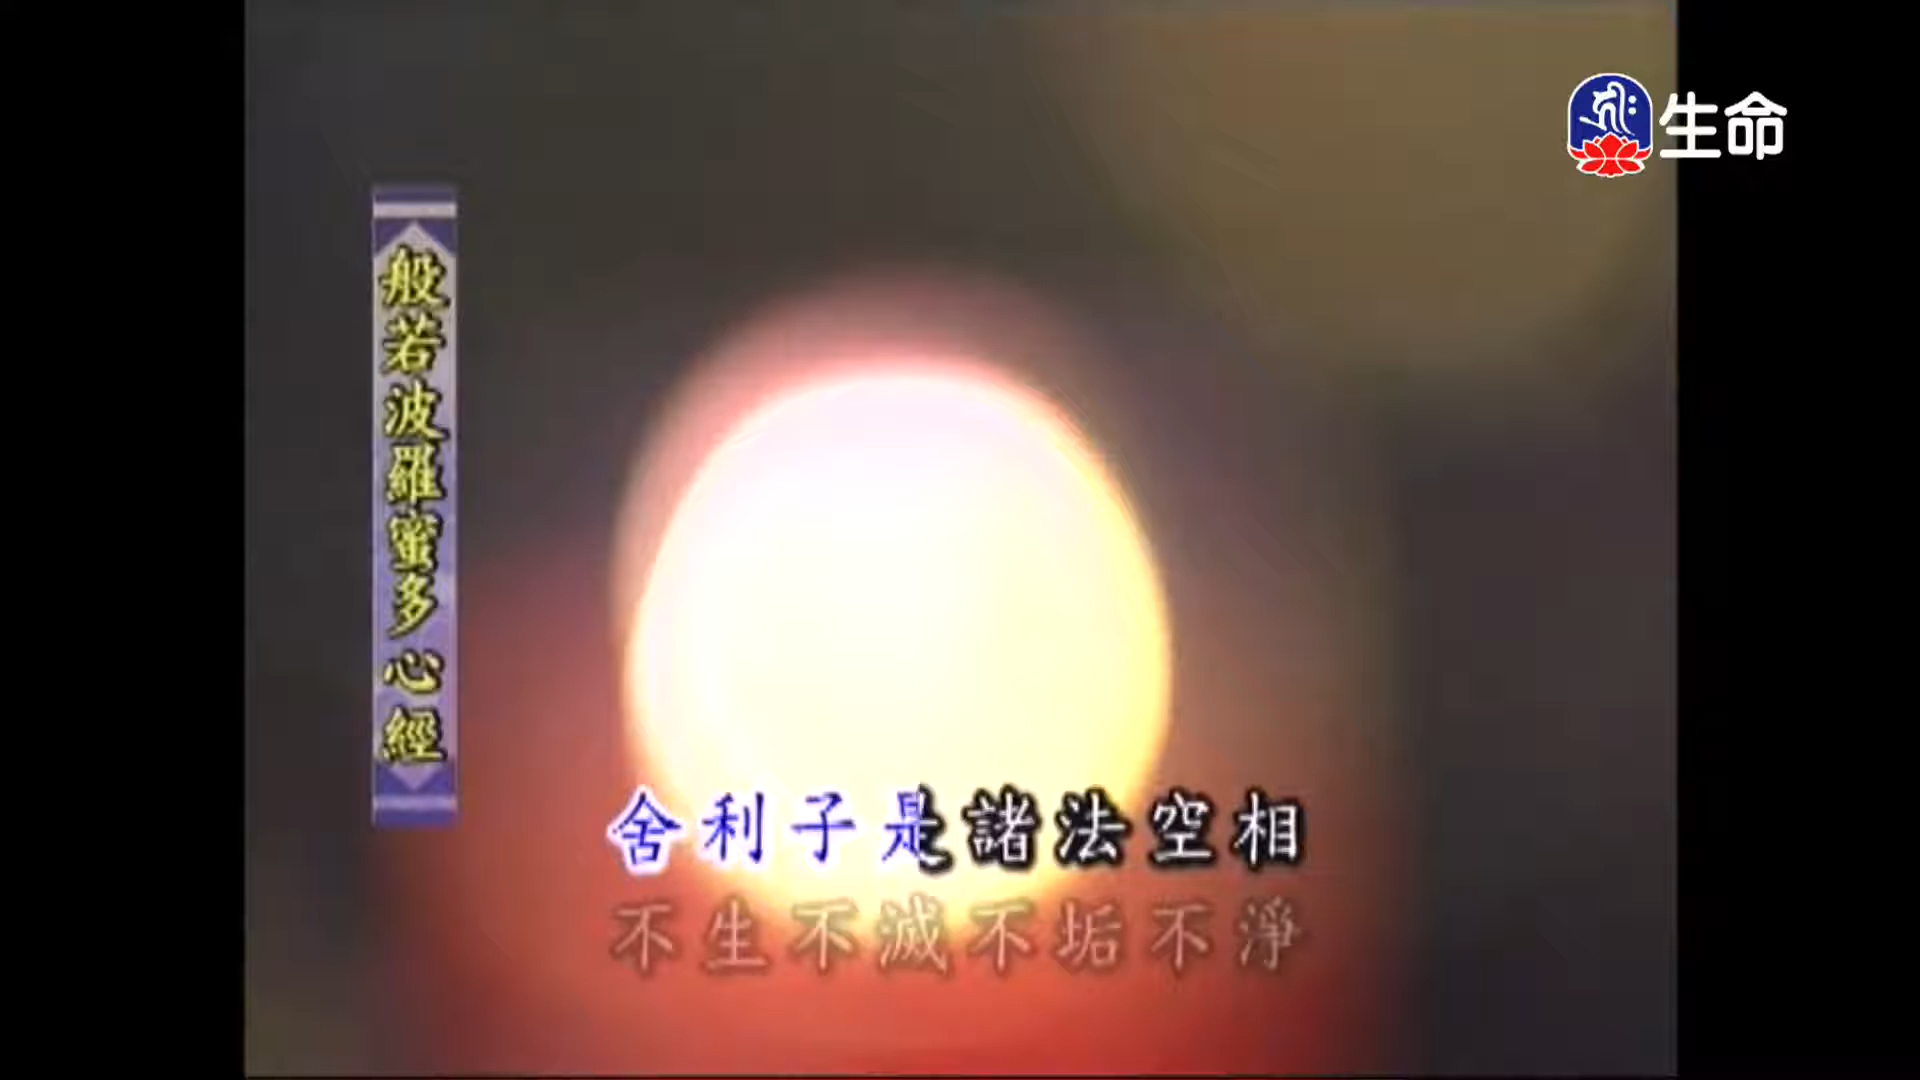 生命
般若波羅蜜多心經
舍利子是諸法空相
不生不滅不垢不淨